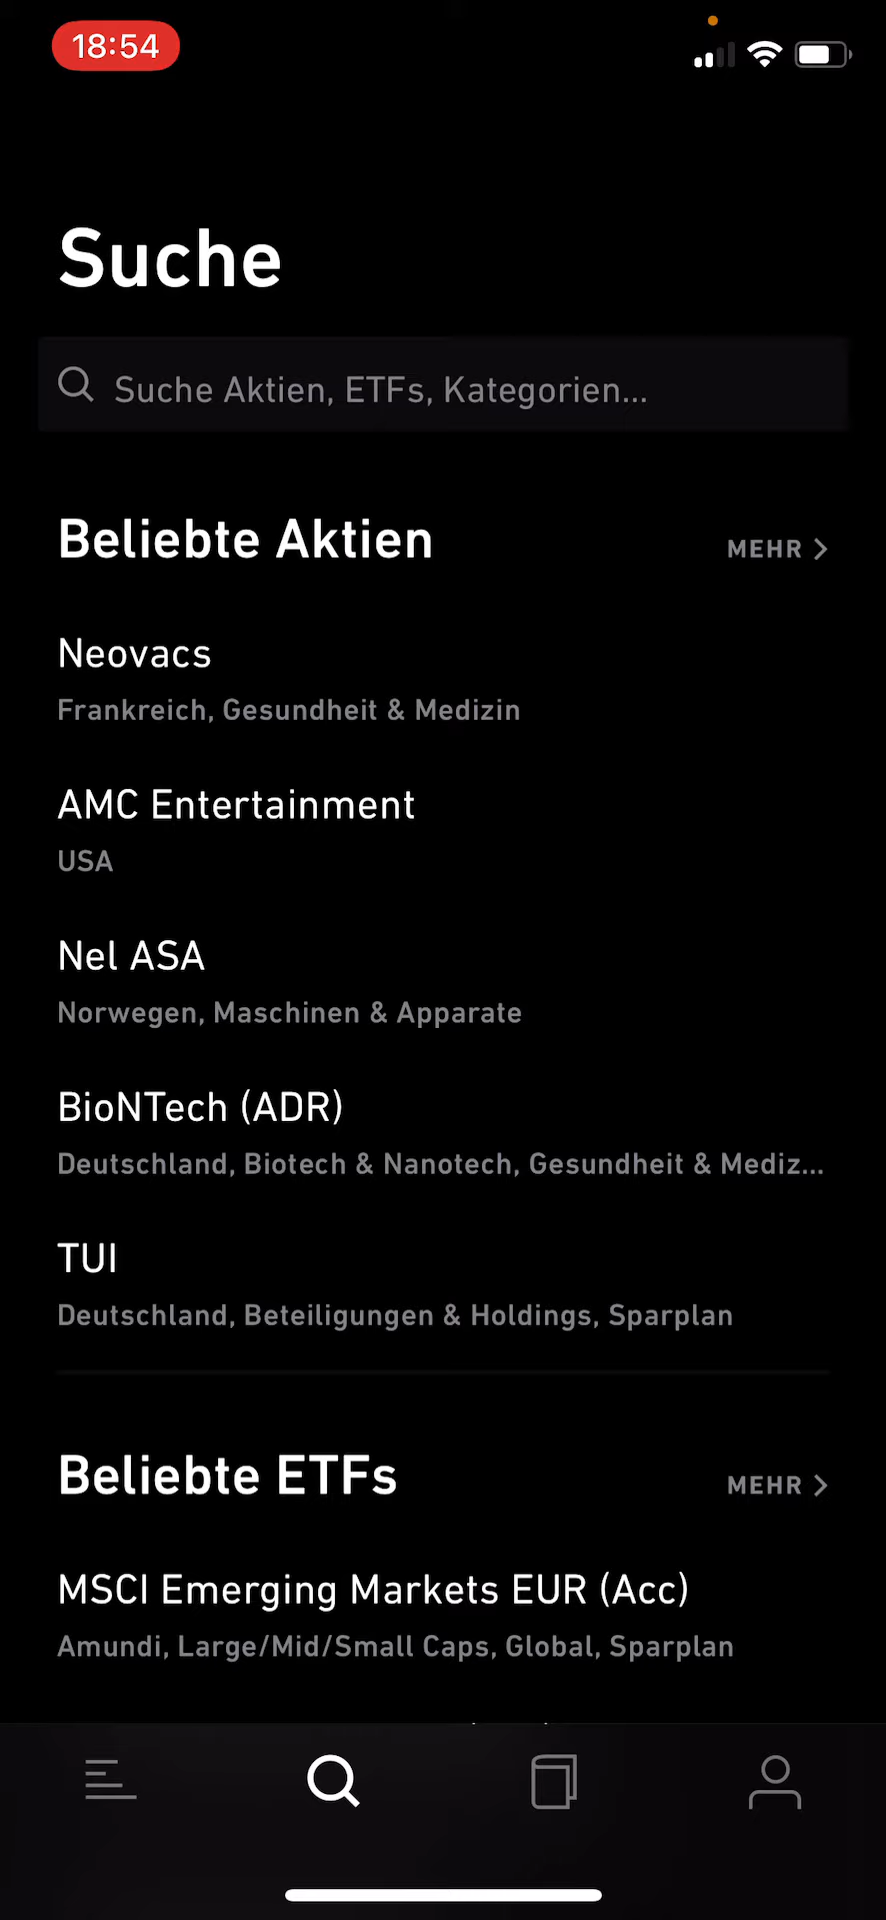 18:54
Suche
Suche Aktien, ETFs, Kategorien...
Beliebte Aktien
MEHR
Neovacs
Frankreich, Gesundheit & Medizin
AMC Entertainment
USA
Nel ASA
Norwegen, Maschinen & Apparate
BioNTech (ADR)
Deutschland, Biotech & Nanotech, Gesundheit & Mediz...
TUI
Deutschland, Beteiligungen & Holdings, Sparplan
Beliebte ETFs
MEHR
MSCI Emerging Markets EUR (Acc)
Amundi, Large/Mid/Small Caps, Global, Sparplan